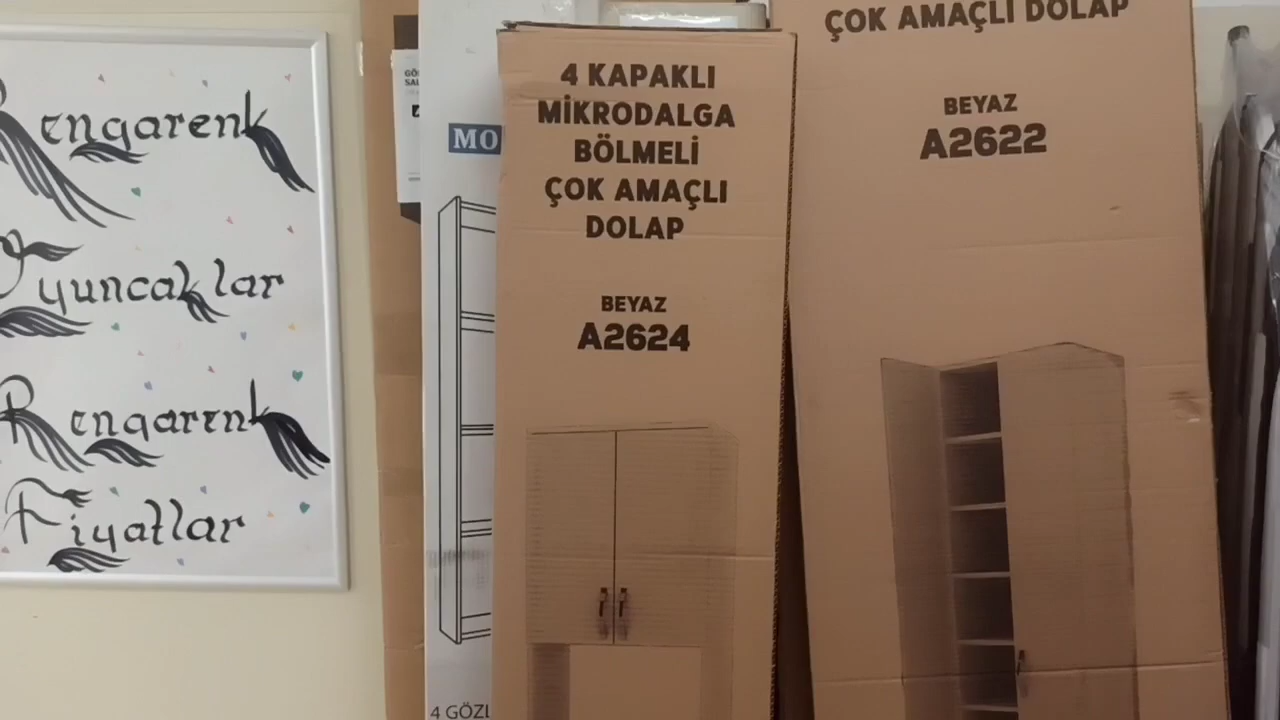 Rengarenk
Oyuncaklar
Rengarenk
Fiyatlar
MO
4 GÖZL
4 KAPAKLI
MİKRODALGA
BÖLMELİ
ÇOK AMAÇLI
DOLAP
BEYAZ
A2624
ÇOK AMAÇLI DOLAP
BEYAZ
A2622